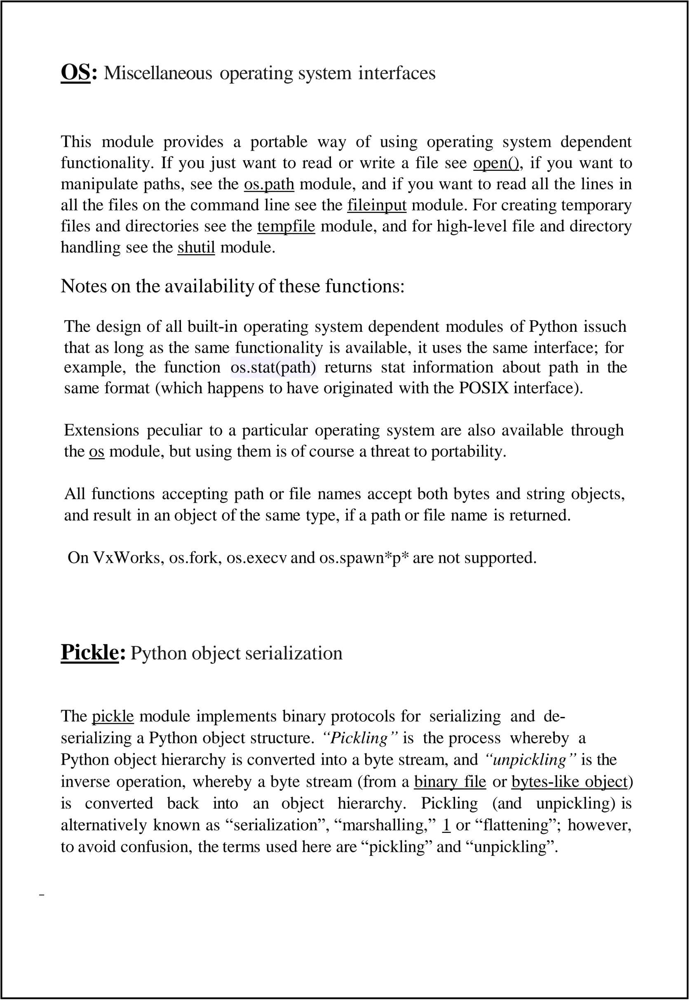 OS: Miscellaneous operating system interfaces
This module provides a portable way of using operating system dependent
functionality. If you just want to read or write a file see open(), if you want to
manipulate paths, see the os.path module, and if you want to read all the lines in
all the files on the command line see the fileinput module. For creating temporary
files and directories see the tempfile module, and for high-level file and directory
handling see the shutil module.
Notes on the availability of these functions:
The design of all built-in operating system dependent modules of Python issuch
that as long as the same functionality is available, it uses the same interface; for
example, the function os.stat(path) returns stat information about path in the
same format (which happens to have originated with the POSIX interface).
Extensions peculiar to a particular operating system are also available through
the os module, but using them is of course a threat to portability.
All functions accepting path or file names accept both bytes and string objects,
and result in an object of the same type, if a path or file name is returned.
On VxWorks, os.fork, os.execv and os.spawn*p* are not supported.
Pickle: Python object serialization
The pickle module implements binary protocols for serializing and de-
serializing a Python object structure. “Pickling” is the process whereby a
Python object hierarchy is converted into a byte stream, and “unpickling” is the
inverse operation, whereby a byte stream (from a binary file or bytes-like object)
is converted back into an object hierarchy. Pickling (and unpickling) is
alternatively known as “serialization”, “marshalling,” 1 or “flattening”; however,
to avoid confusion, the terms used here are “pickling” and “unpickling”.